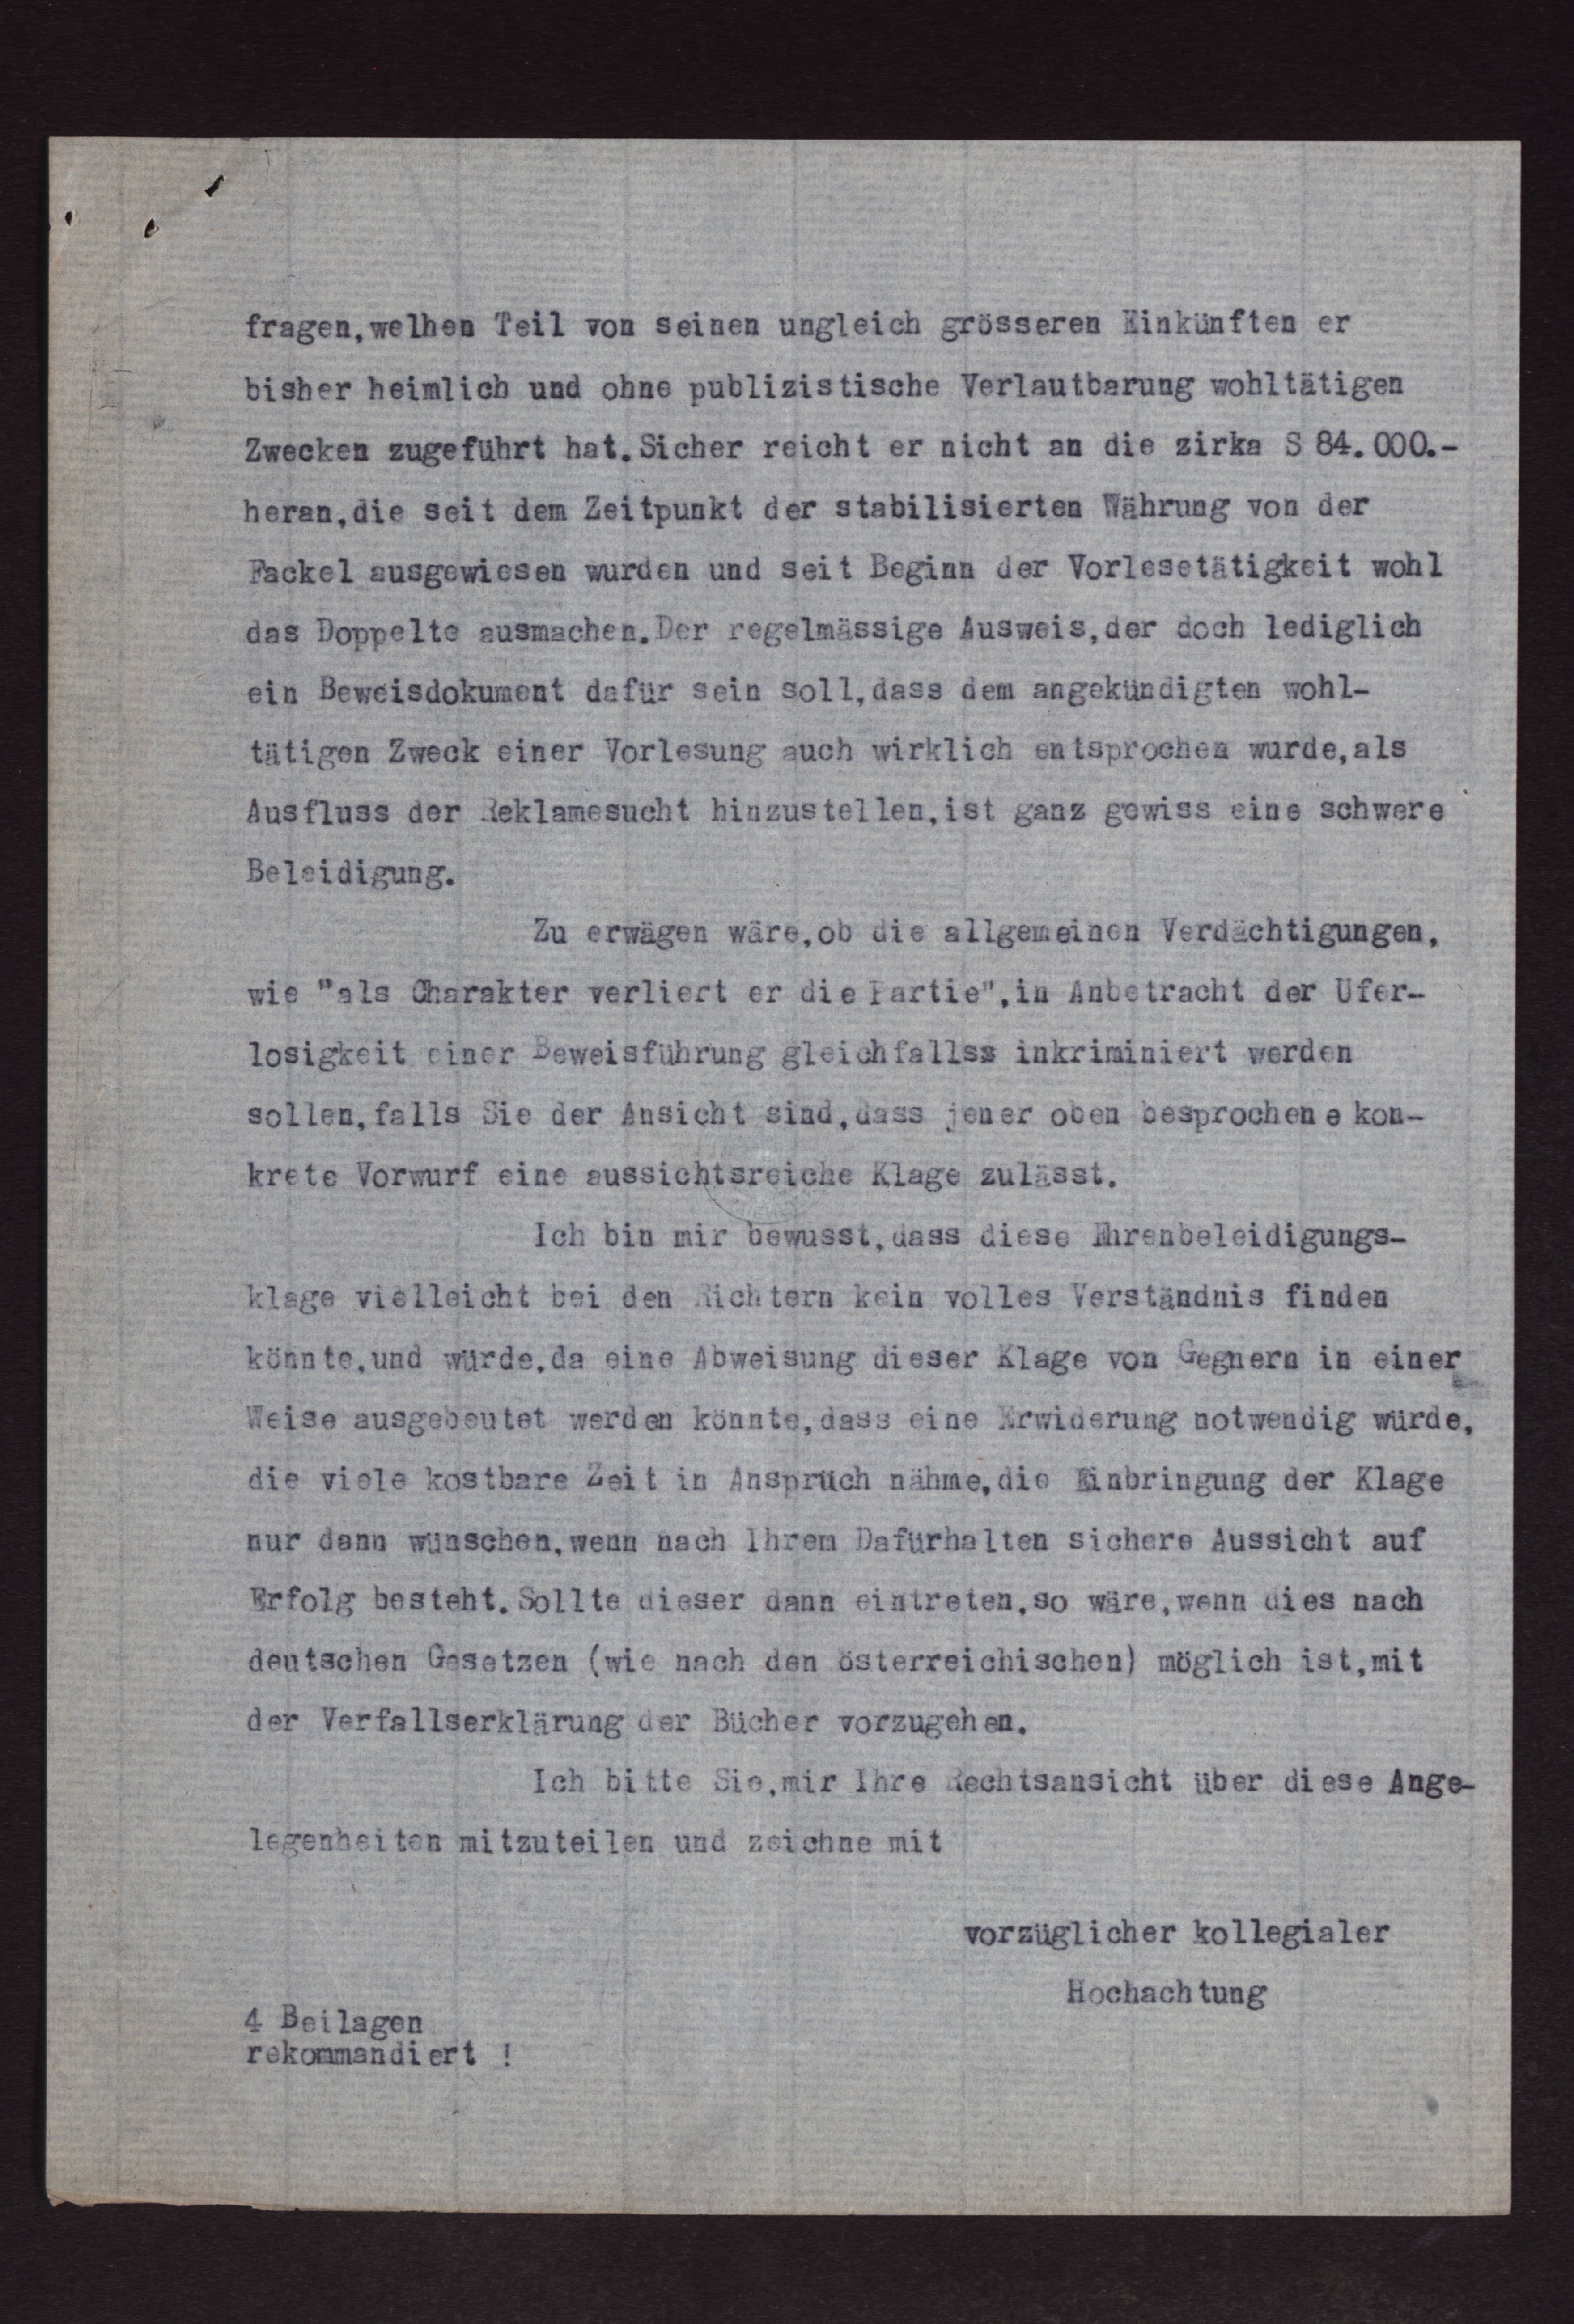 fragen,welhen Teil von seinen ungleich grösseren Einkünften er
bisher heimlich und ohne publizistische Verlautbarung wohltätigen
Zwecken zugeführt hat.Sicher reicht er nicht an die zirka S 84.000.-
heran,die seit dem Zeitpunkt der stabilisierten Währung von der
Fackel ausgewiesen wurden und seit Beginn der Vorlesetätigkeit wohl
das Doppelte ausmachen.Der regelmässige Ausweis,der doch lediglich
ein Beweisdokument dafür sein soll,dass dem angekündigten wohl-
tätigen Zweck einer Vorlesung auch wirklich entsprochen wurde,als
Ausfluss der Reklamesucht hinzustellen,ist ganz gewiss eine schwere
Beleidigung.
Zu erwägen wäre,ob die allgemeinen Verdächtigungen,
wie "als Charakter verliert er die Partie",in Anbetracht der Ufer-
losigkeit einer Beweisführung gleichfallss inkriminiert werden
sollen,falls Sie der Ansicht sind,dass jener oben besprochene kon-
krete Vorwurf eine aussichtsreiche Klage zulässt.
Ich bin mir bewusst,dass diese Ehrenbeleidigungs-
klage vielleicht bei den Richtern kein volles Verständnis finden
könnte,und würde,da eine Abweisung dieser Klage von Gegnern in einer
Weise ausgebeutet werden könnte,dass eine Erwiderung notwendig würde,
die viele kostbare Zeit in Anspruch nähme,die Einbringung der Klage
nur dann wünschen,wenn nach Ihrem Dafürhalten sichere Aussicht auf
Erfolg besteht.Sollte dieser dann eintreten,so wäre,wenn dies nach
deutschen Gesetzen (wie nach den österreichischen) möglich ist,mit
der Verfallserklärung der Bücher vorzugehen.
Ich bitte Sie,mir Ihre Rechtsansicht über diese Ange-
legenheiten mitzuteilen und zeichne mit
vorzüglicher kollegialer
Hochachtung
4 Beilagen
rekommandiert !